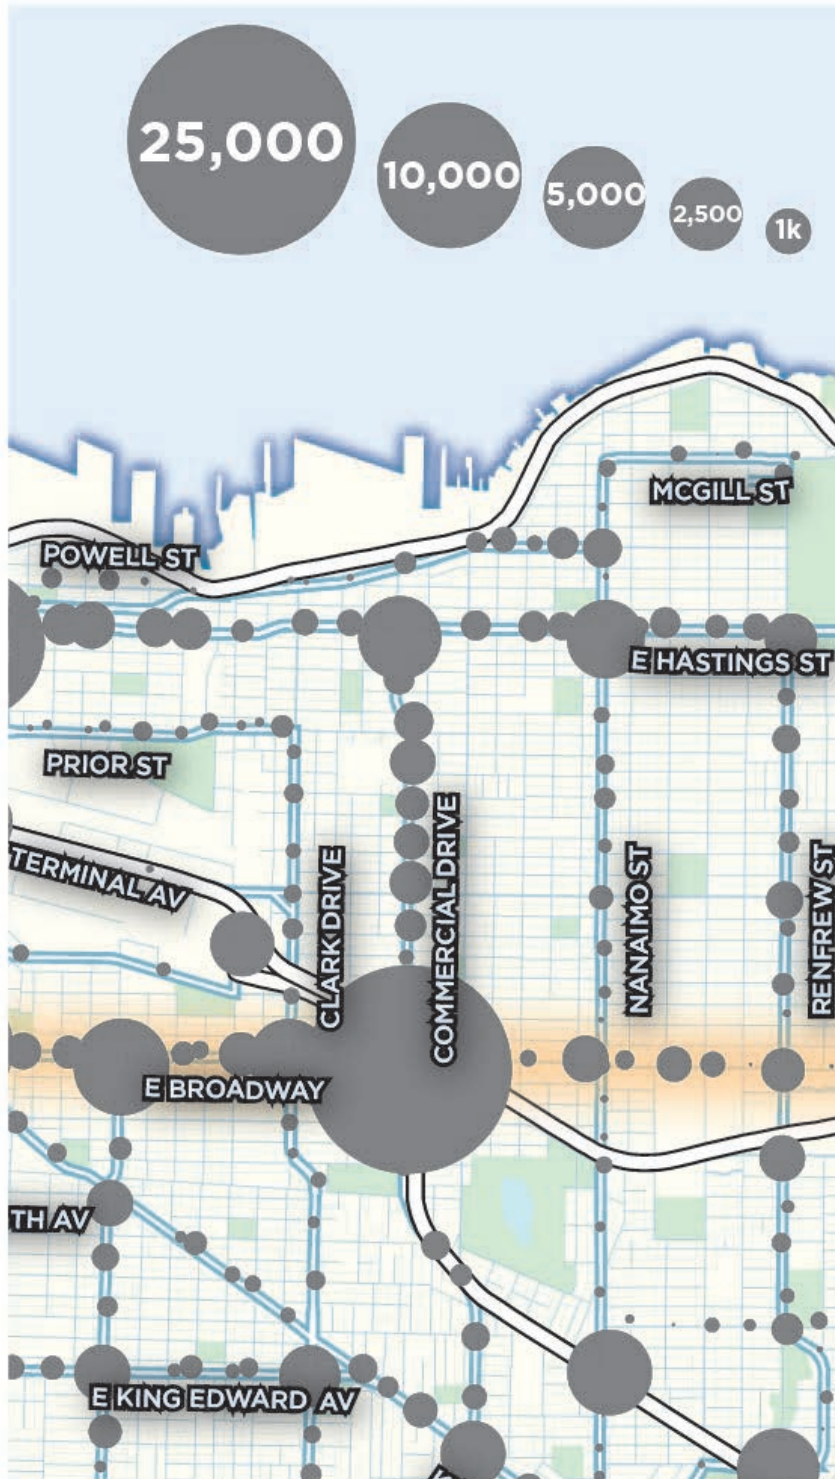 25,000
10,000
5,000
2,500
1k
MCGILL ST
POWELL ST
E HASTINGS ST
PRIOR ST
TERMINAL AV
CLARK DRIVE
COMMERCIAL DRIVE
NANAIMO ST
RENFREW ST
E BROADWAY
TH AV
E KING EDWARD AV